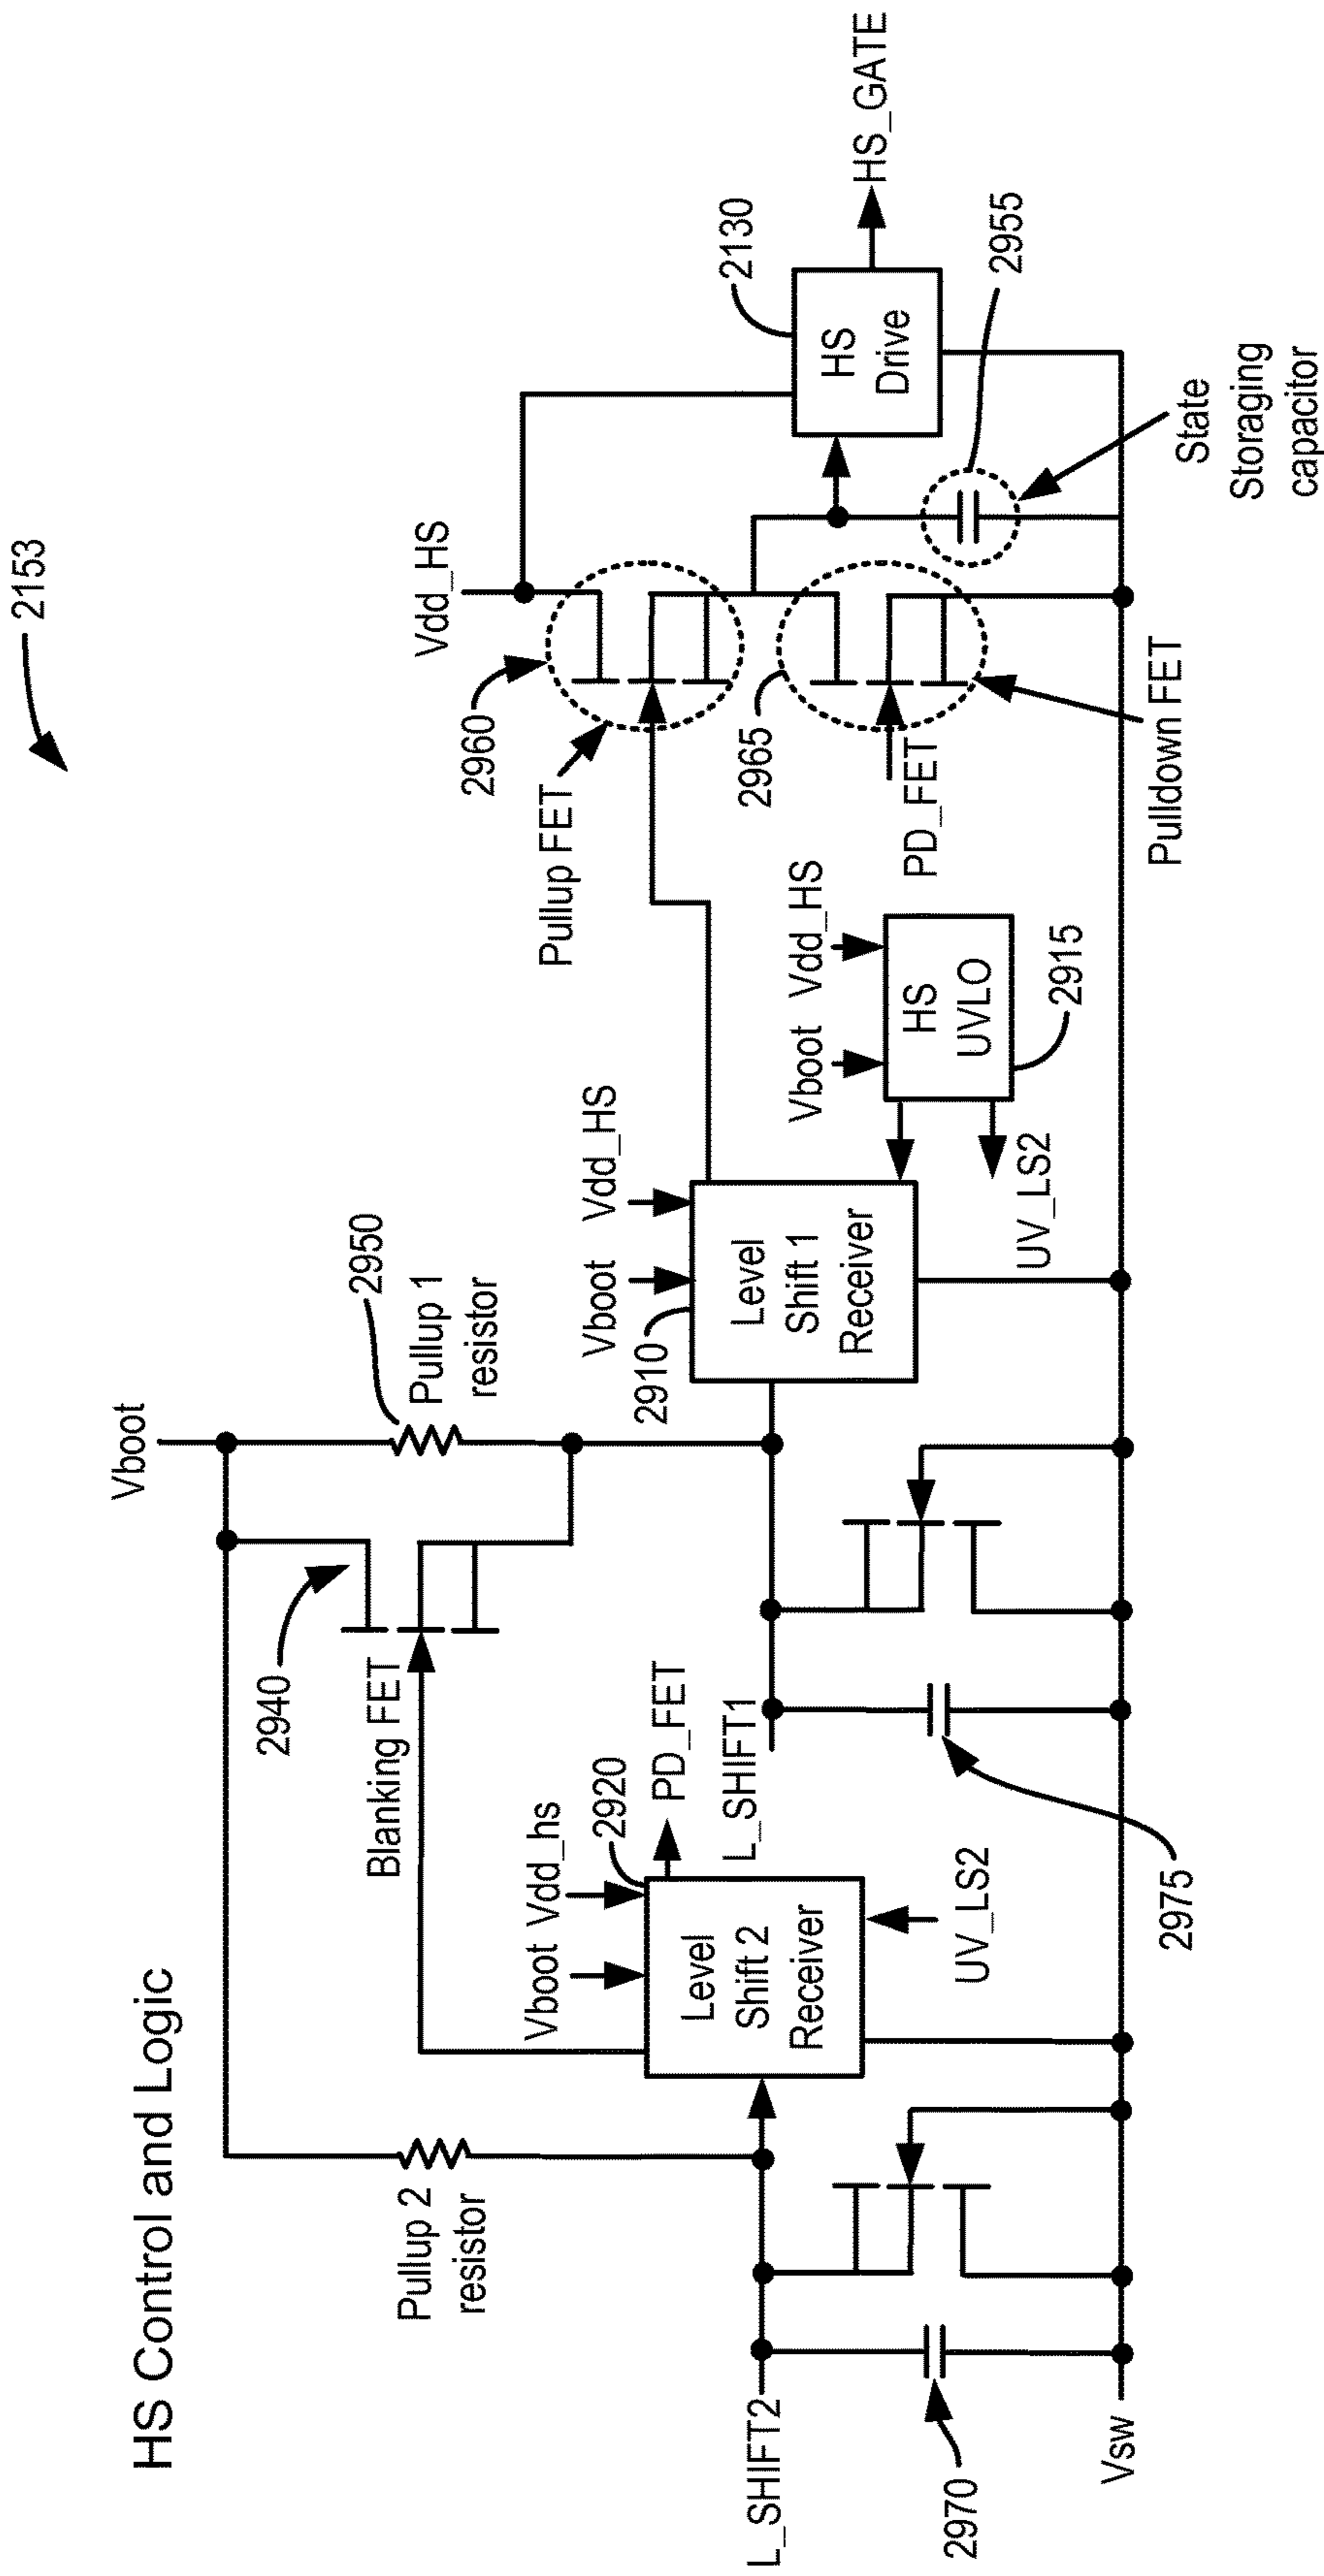 2153
HS Control and Logic
Vboot
2950
Pullup 1
resistor
2940
Blanking FET
Pullup 2
resistor
Vboot
Vdd_hs
2920
PD_FET
Level
Shift 2
Receiver
UV_LS2
L_SHIFT2
L_SHIFT1
2970
2975
Vsw
Vboot
Vdd_HS
2910
Level
Shift 1
Receiver
Vboot
Vdd_HS
HS
UVLO
2915
UV_LS2
Vdd_HS
2960
Pullup FET
2965
PD_FET
Pulldown FET
2130
HS
Drive
HS_GATE
2955
State
Storaging
capacitor